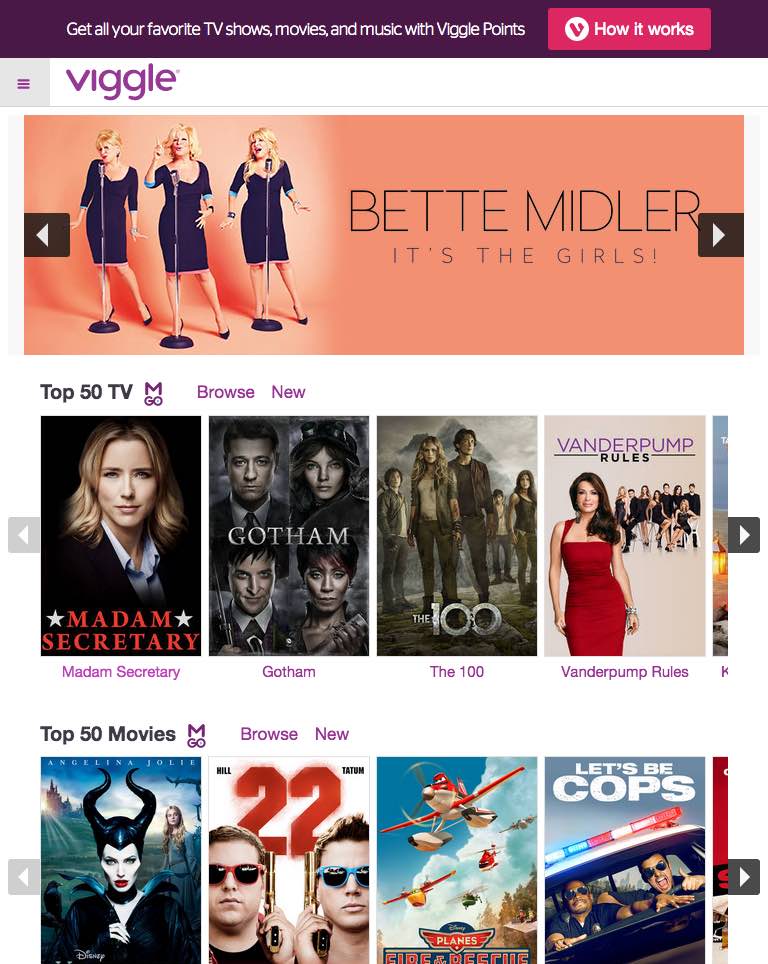 Get all your favorite TV shows, movies, and music with Viggle Points
How it works
viggle
BETTE MIDLER
IT'S THE GIRLS!
Top 50 TV
M
GO
Browse
New
MADAM
SECRETARY
GOTHAM
THE 100
VANDERPUMP
RULES
Madam Secretary
Gotham
The 100
Vanderpump Rules
K
Top 50 Movies
M
GO
Browse
New
ANGELINA JOLIE
Disney
HILL
TATUM
22
Disney
PLANES
FIRE & RESCUE
LET'S BE
COPS